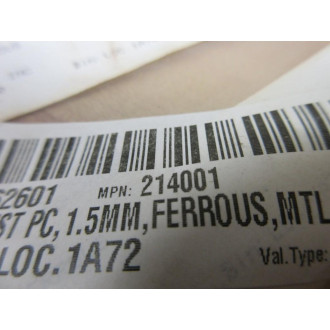 S2601 MPN: 214001
ST PC, 1.5MM, FERROUS, MTL
LOC. 1A72 Val.Type: